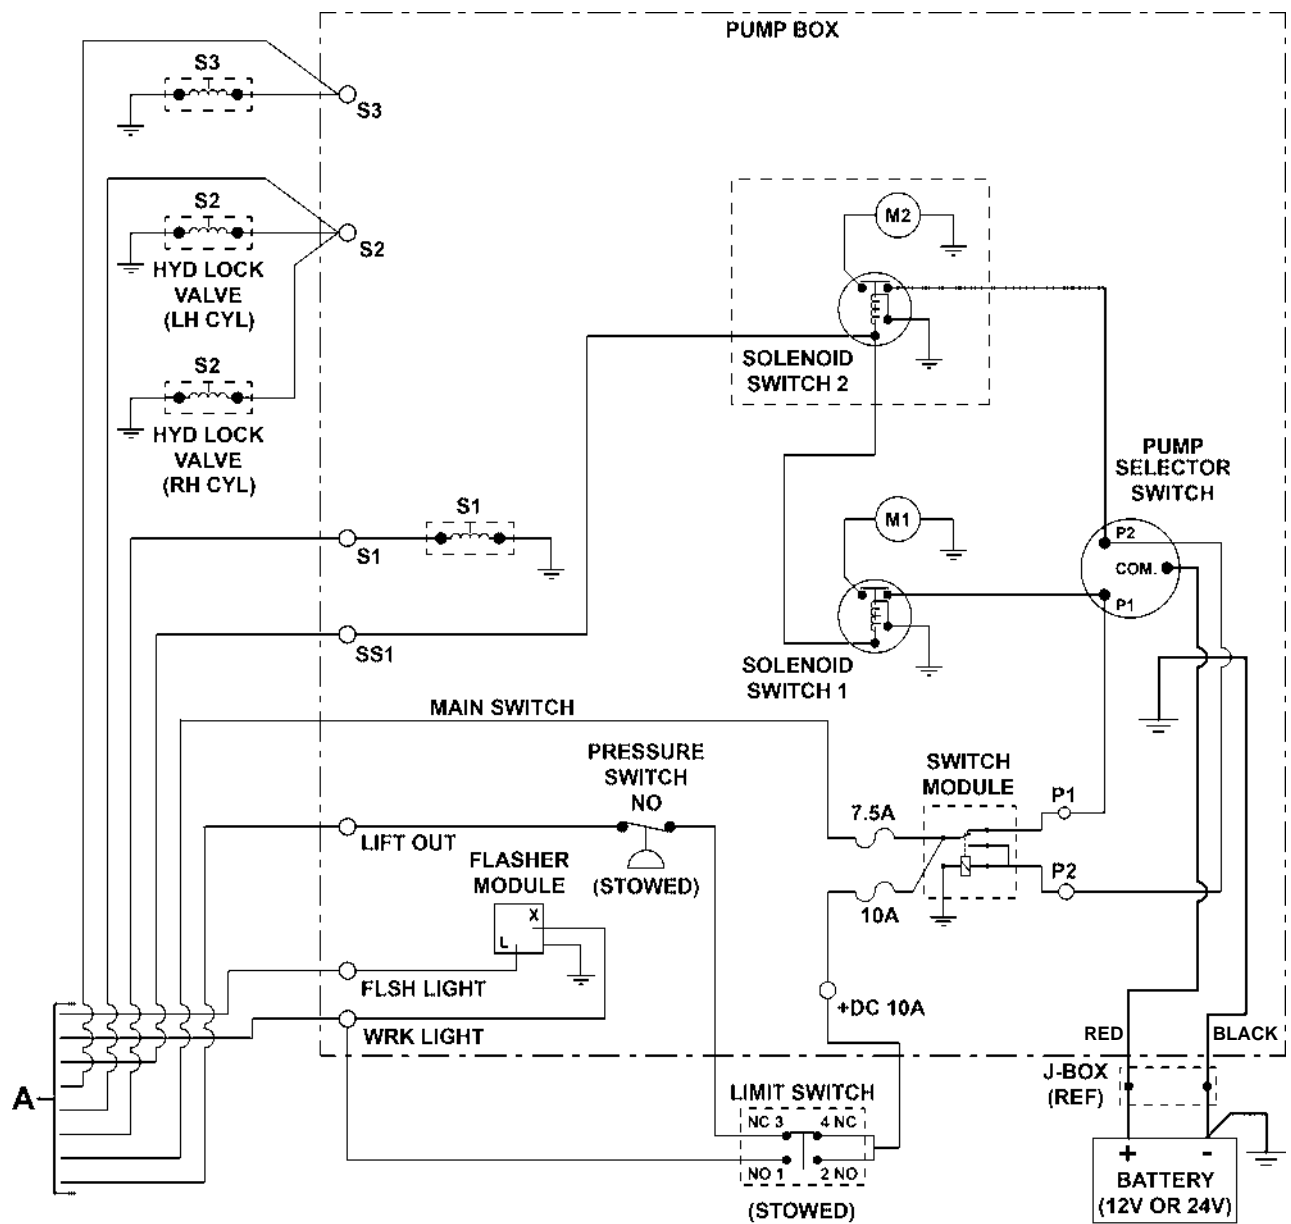 PUMP BOX
S3
S3
S2
S2
HYD LOCK
VALVE
(LH CYL)
S2
HYD LOCK
VALVE
(RH CYL)
M2
SOLENOID
SWITCH 2
PUMP
SELECTOR
SWITCH
P2
COM.
P1
S1
S1
M1
SS1
SOLENOID
SWITCH 1
MAIN SWITCH
PRESSURE
SWITCH
NO
(STOWED)
LIFT OUT
SWITCH
MODULE
7.5A
10A
P1
P2
FLASHER
MODULE
X
L
FLSH LIGHT
WRK LIGHT
+DC 10A
RED
BLACK
J-BOX
(REF)
A
LIMIT SWITCH
NC 3
4 NC
NO 1
2 NO
(STOWED)
+
-
BATTERY
(12V OR 24V)